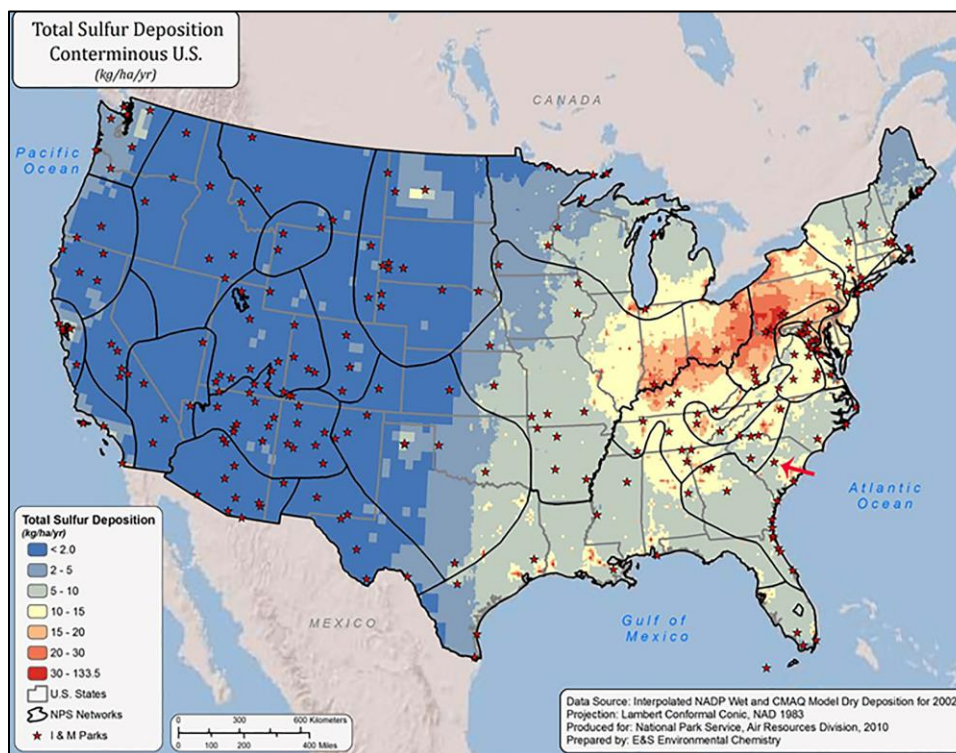 Total Sulfur Deposition
Conterminous U.S.
(kg/ha/yr)
CANADA
Pacific
Ocean
Atlantic
Ocean
Gulf of
Mexico
MEXICO
Total Sulfur Deposition
(kg/ha/yr)
< 2.0
2 - 5
5 - 10
10 - 15
15 - 20
20 - 30
30 - 133.5
U.S. States
NPS Networks
I & M Parks
0 300 600 Kilometers
0 100 200 400 Miles
Data Source: Interpolated NADP Wet and CMAQ Model Dry Deposition for 2002
Projection: Lambert Conformal Conic, NAD 1983
Produced for: National Park Service, Air Resources Division, 2010
Prepared by: E&S Environmental Chemistry